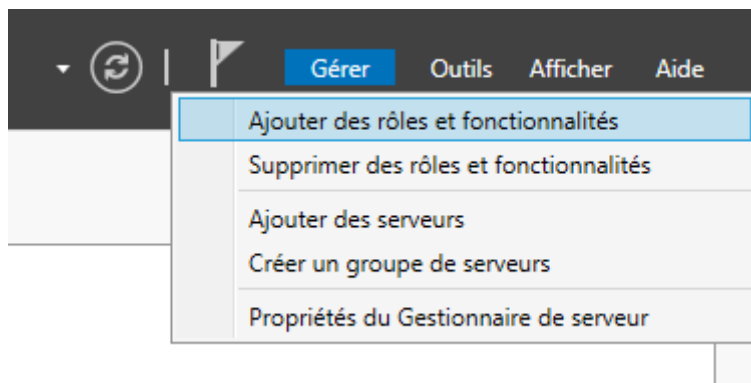 Gérer Outils Afficher Aide
Ajouter des rôles et fonctionnalités
Supprimer des rôles et fonctionnalités
Ajouter des serveurs
Créer un groupe de serveurs
Propriétés du Gestionnaire de serveur